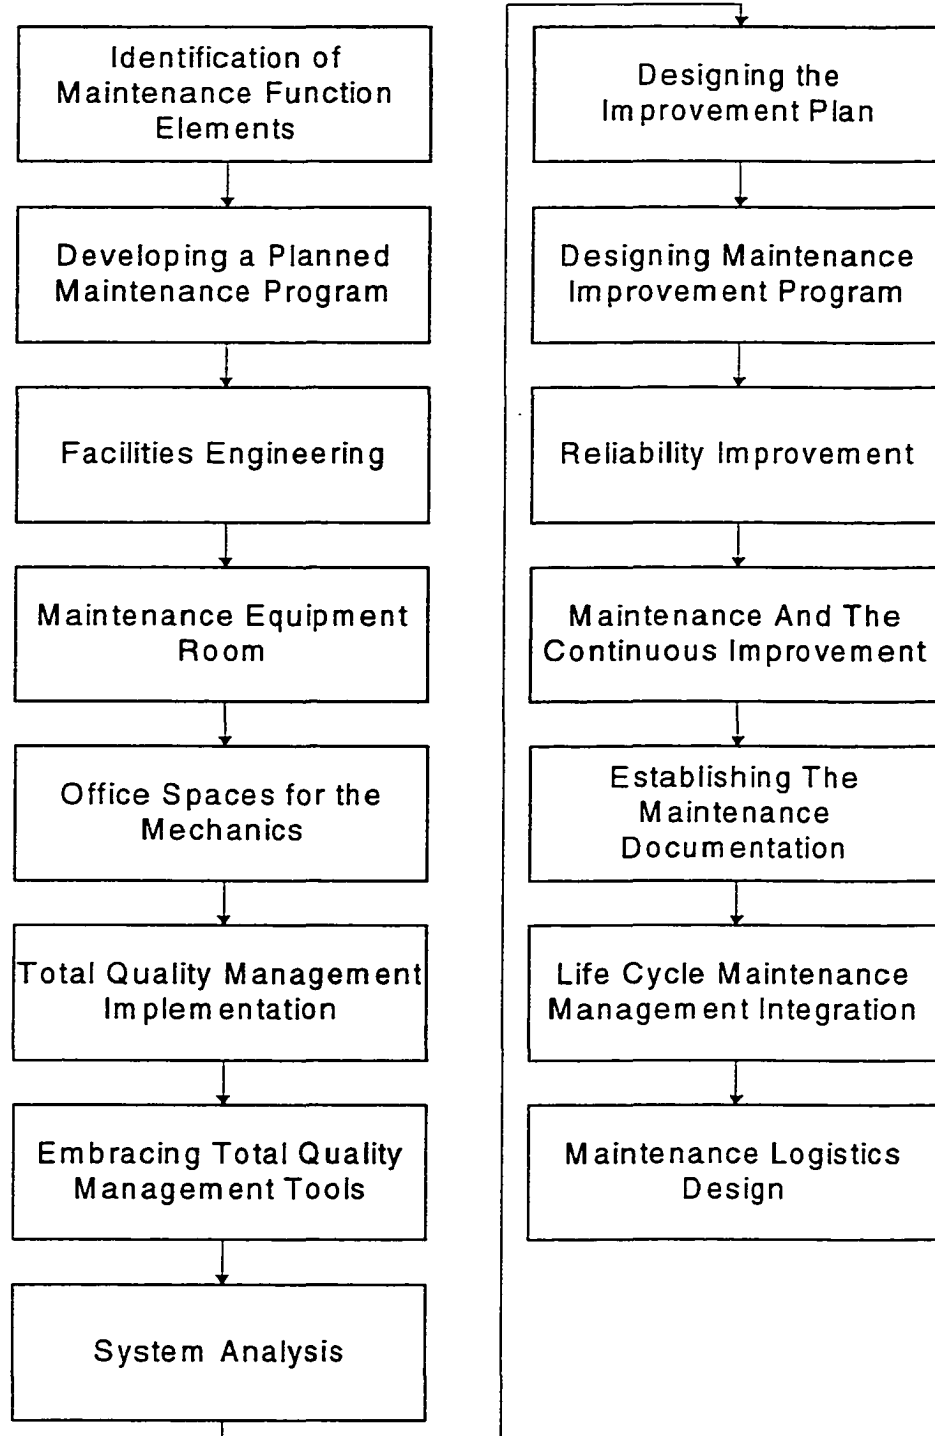 Identification of
Maintenance Function
Elements
Developing a Planned
Maintenance Program
Facilities Engineering
Maintenance Equipment
Room
Office Spaces for the
Mechanics
Total Quality Management
Implementation
Embracing Total Quality
Management Tools
System Analysis
Designing the
Improvement Plan
Designing Maintenance
Improvement Program
Reliability Improvement
Maintenance And The
Continuous Improvement
Establishing The
Maintenance
Documentation
Life Cycle Maintenance
Management Integration
Maintenance Logistics
Design